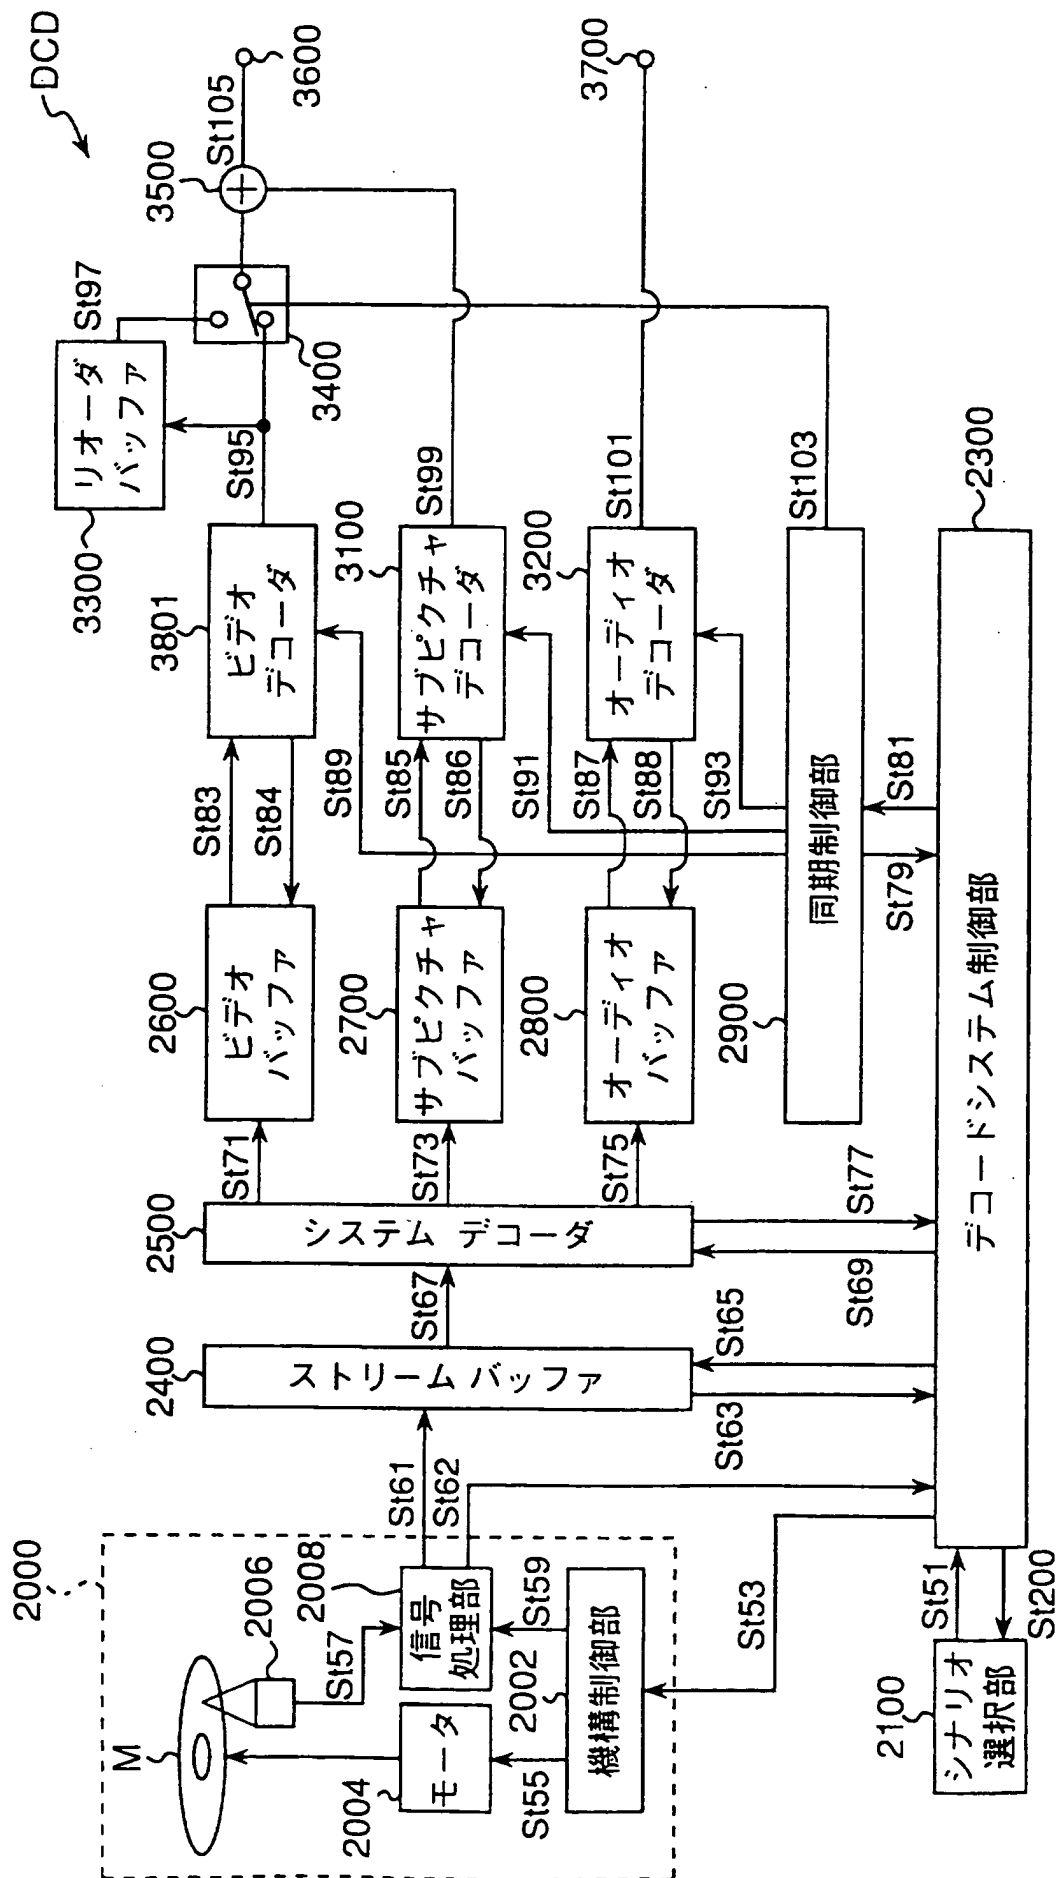 DCD
2000
M
2006
St57
2008
信号
処理部
St61
St62
2004
モータ
St55
2002
St59
機構制御部
St53
2100
シナリオ
選択部
St51
St200
2400
ストリーム バッファ
St63
St65
St67
2500
システム デコーダ
St69
St77
St71
St73
St75
2600
ビデオ
バッファ
2700
サブピクチャ
バッファ
2800
オーディオ
バッファ
2900
同期制御部
St79
St81
デコードシステム制御部
2300
St83
St84
St89
St85
St86
St91
St87
St88
St93
3801
ビデオ
デコーダ
3100
サブピクチャ
デコーダ
3200
オーディオ
デコーダ
St95
St99
St101
St103
3300
リオーダ
バッファ
St97
3400
3500
St105
3600
3700